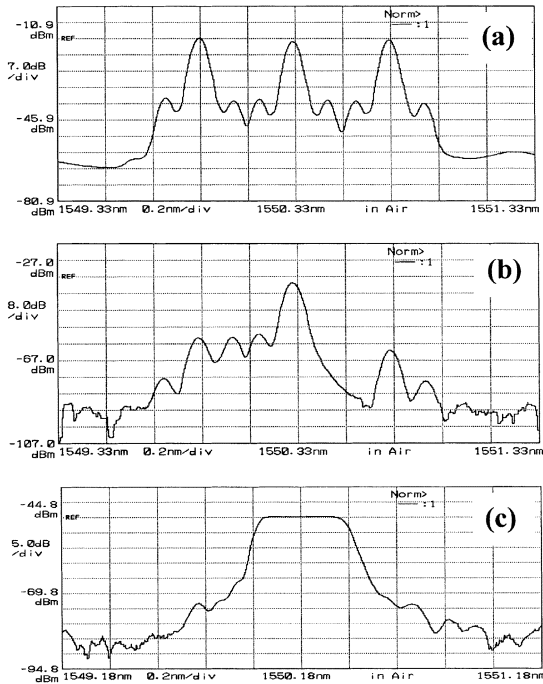 Norm>
:1
(a)
-10.9
dBm
REF
7.0dB
/div
-45.9
dBm
-80.9
dBm
1549.33nm 0.2nm/div 1550.33nm in Air 1551.33nm
Norm>
:1
(b)
-27.0
dBm
REF
8.0dB
/div
-67.0
dBm
-107.0
dBm
1549.33nm 0.2nm/div 1550.33nm in Air 1551.33nm
Norm>
:1
(c)
-44.8
dBm
REF
5.0dB
/div
-69.8
dBm
-94.8
dBm
1549.18nm 0.2nm/div 1550.18nm in Air 1551.18nm